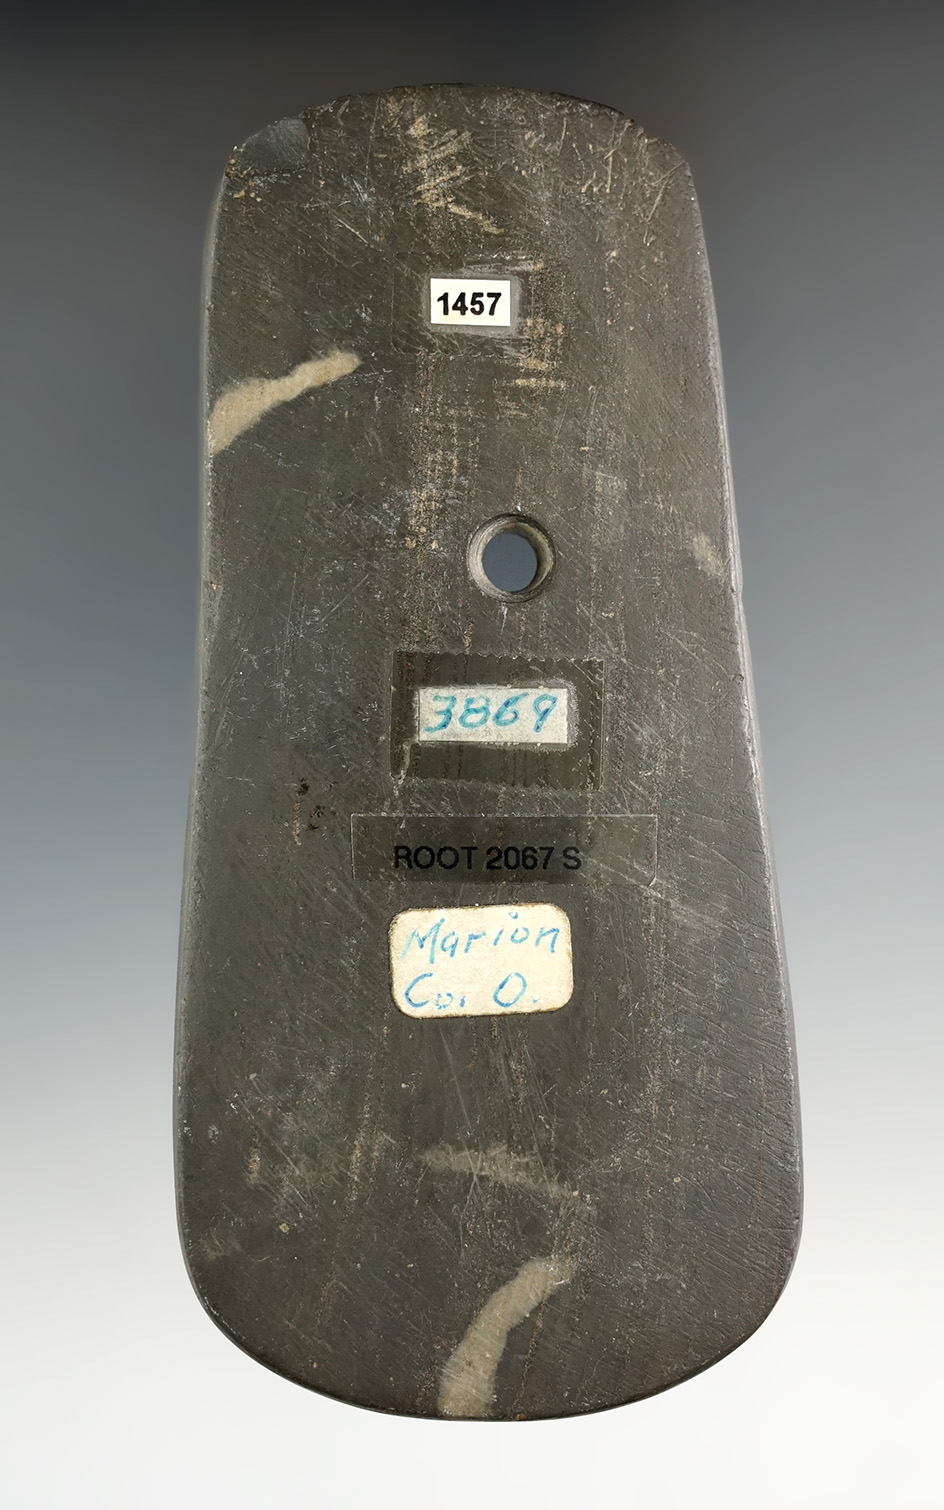 1457
3869
ROOT 2067 S
Marion
Co. O.